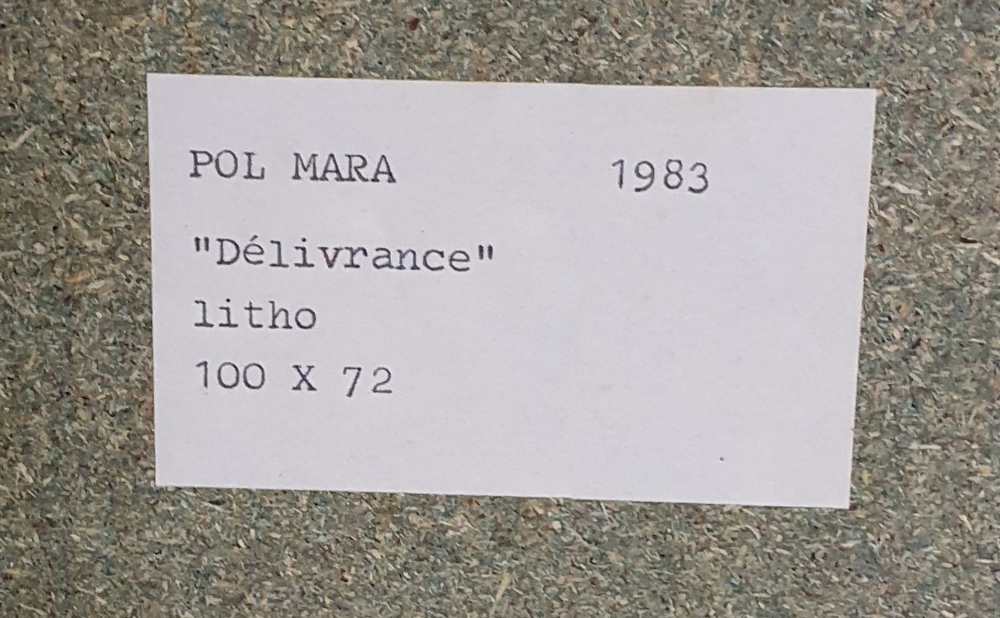 POL MARA 1983
"Délivrance"
litho
100 X 72